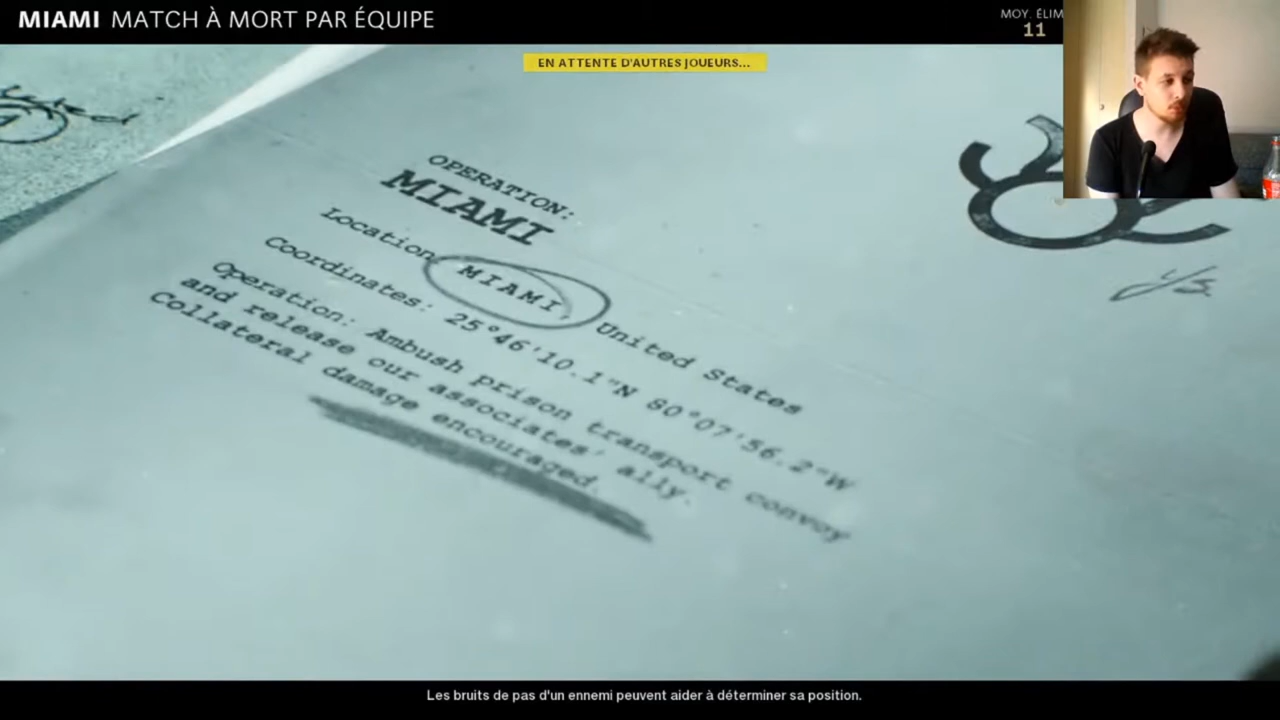 MIAMI MATCH À MORT PAR ÉQUIPE
MOY. ÉLIM
11
EN ATTENTE D'AUTRES JOUEURS...
OPERATION:
MIAMI
Location: MIAMI, United States
Coordinates: 25°46'10.1"N 80°07'56.2"W
Operation: Ambush prison transport convoy
and release our associates' ally.
Collateral damage encouraged.
Les bruits de pas d'un ennemi peuvent aider à déterminer sa position.